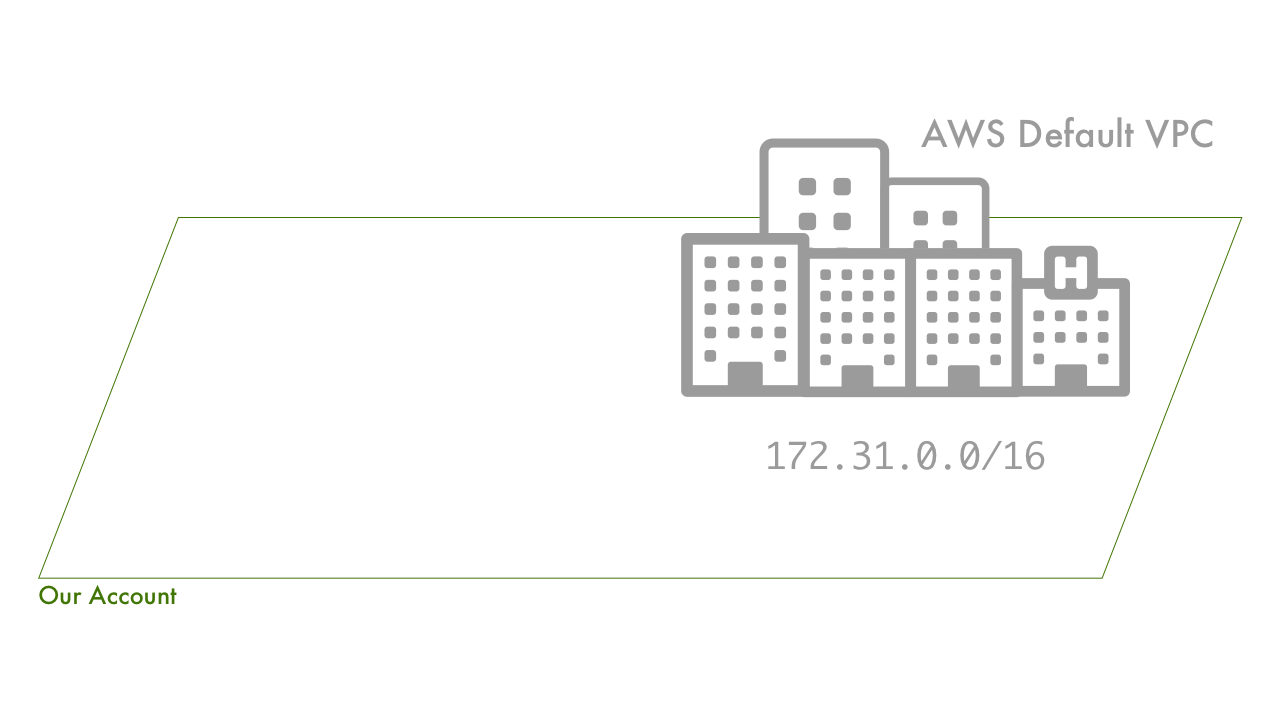 AWS Default VPC
H
172.31.0.0/16
Our Account